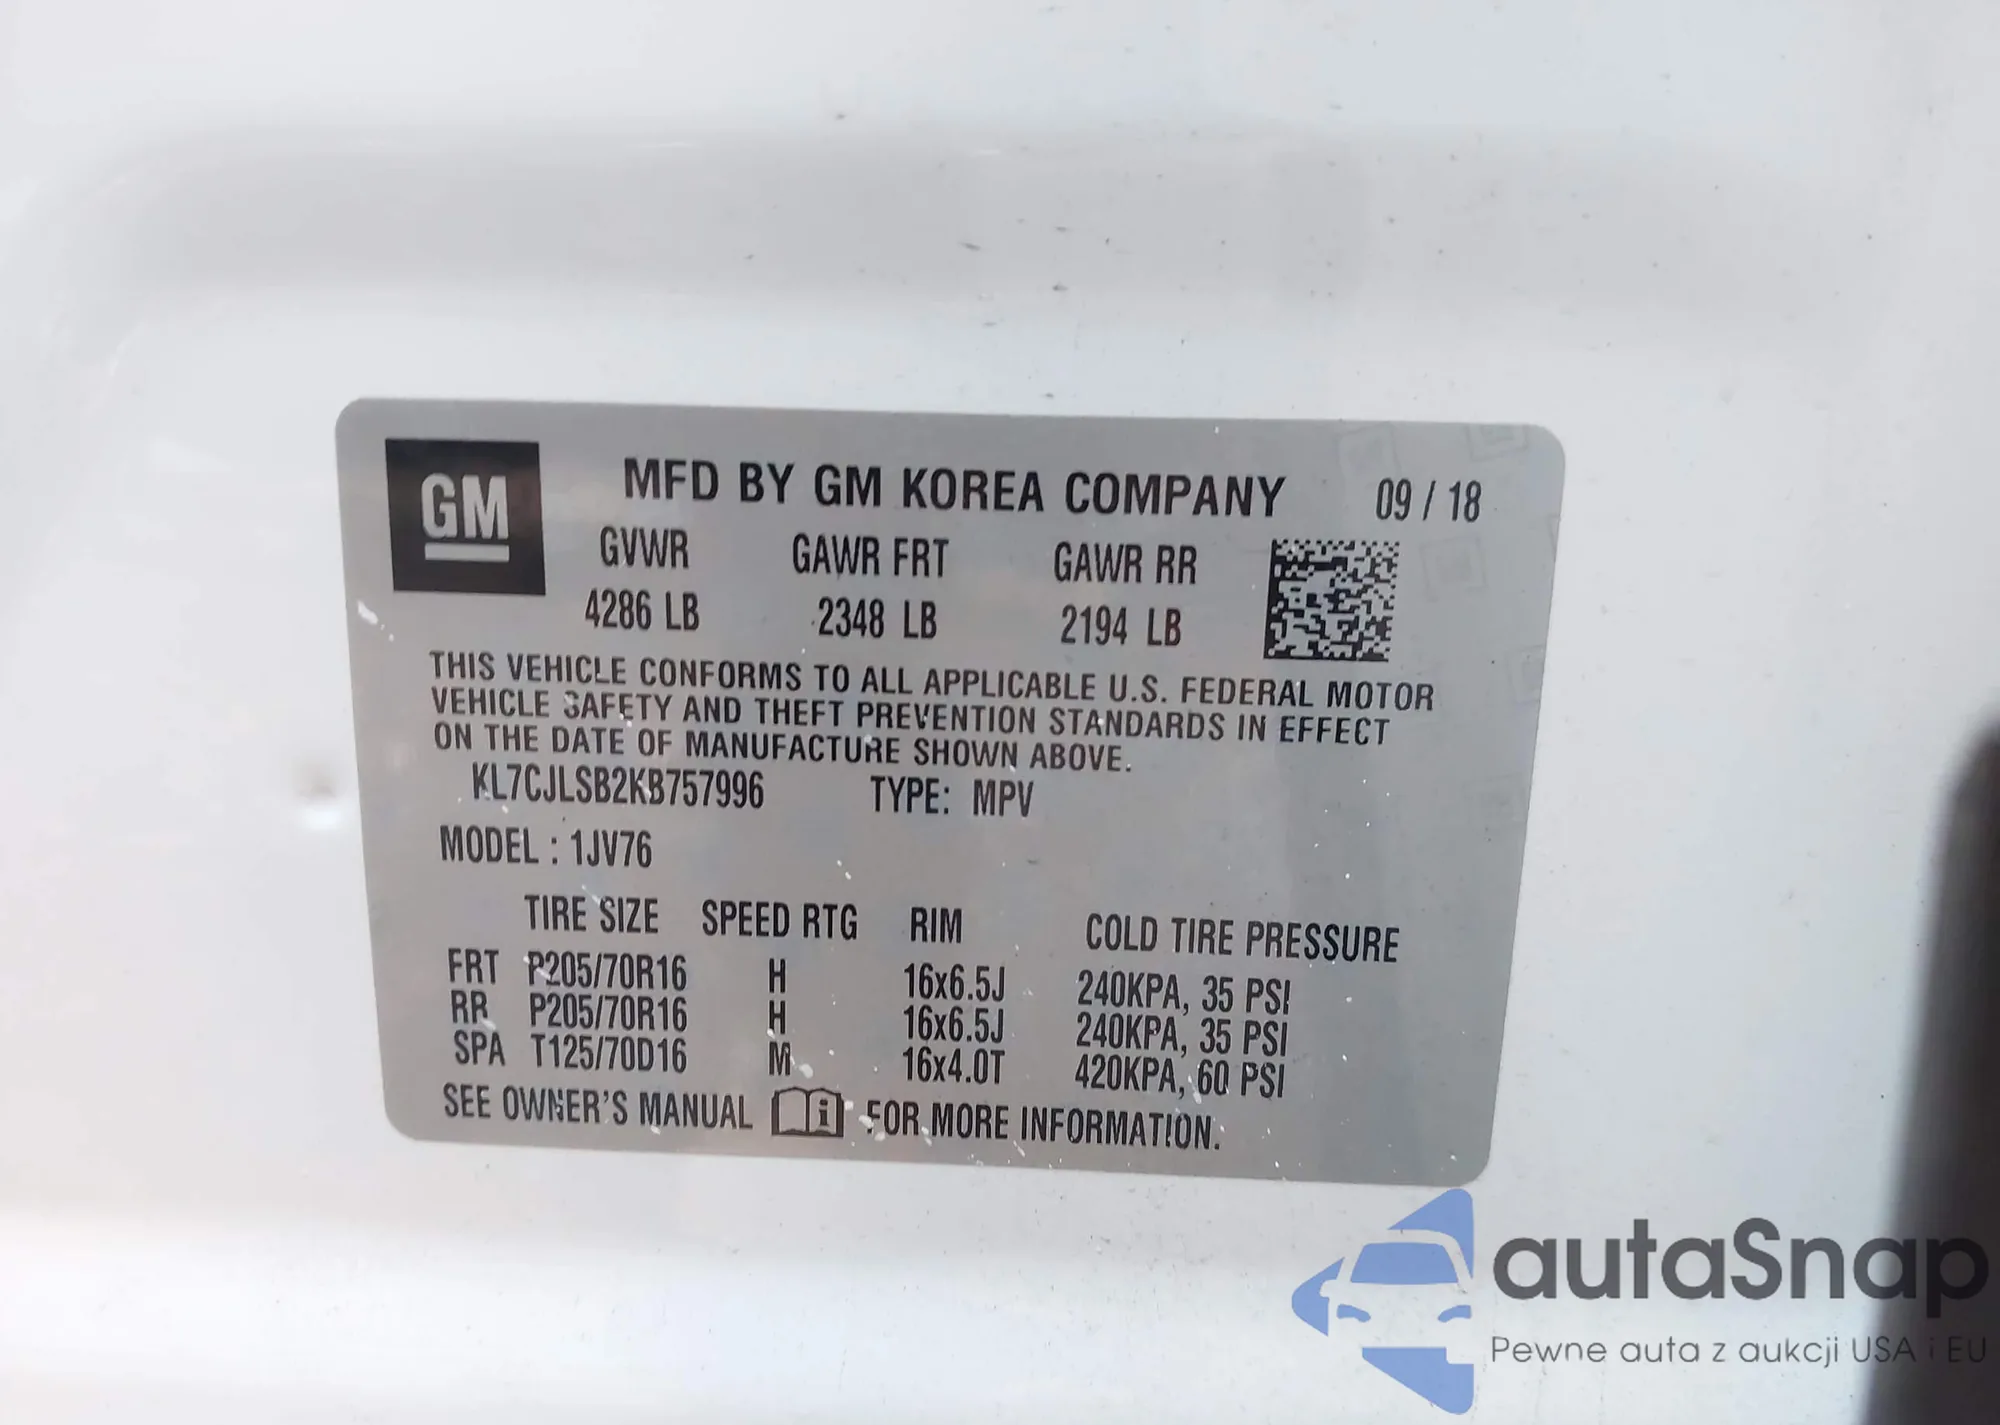 GM
MFD BY GM KOREA COMPANY 09 / 18
GVWR GAWR FRT GAWR RR
4286 LB 2348 LB 2194 LB
THIS VEHICLE CONFORMS TO ALL APPLICABLE U.S. FEDERAL MOTOR
VEHICLE SAFETY AND THEFT PREVENTION STANDARDS IN EFFECT
ON THE DATE OF MANUFACTURE SHOWN ABOVE.
KL7CJLSB2KB757996 TYPE: MPV
MODEL : 1JV76
TIRE SIZE SPEED RTG RIM COLD TIRE PRESSURE
FRT P205/70R16 H 16x6.5J 240KPA, 35 PSI
RR P205/70R16 H 16x6.5J 240KPA, 35 PSI
SPA T125/70D16 M 16x4.0T 420KPA, 60 PSI
SEE OWNER'S MANUAL i FOR MORE INFORMATION.
autaSnap
Pewne auta z aukcji USA i EU